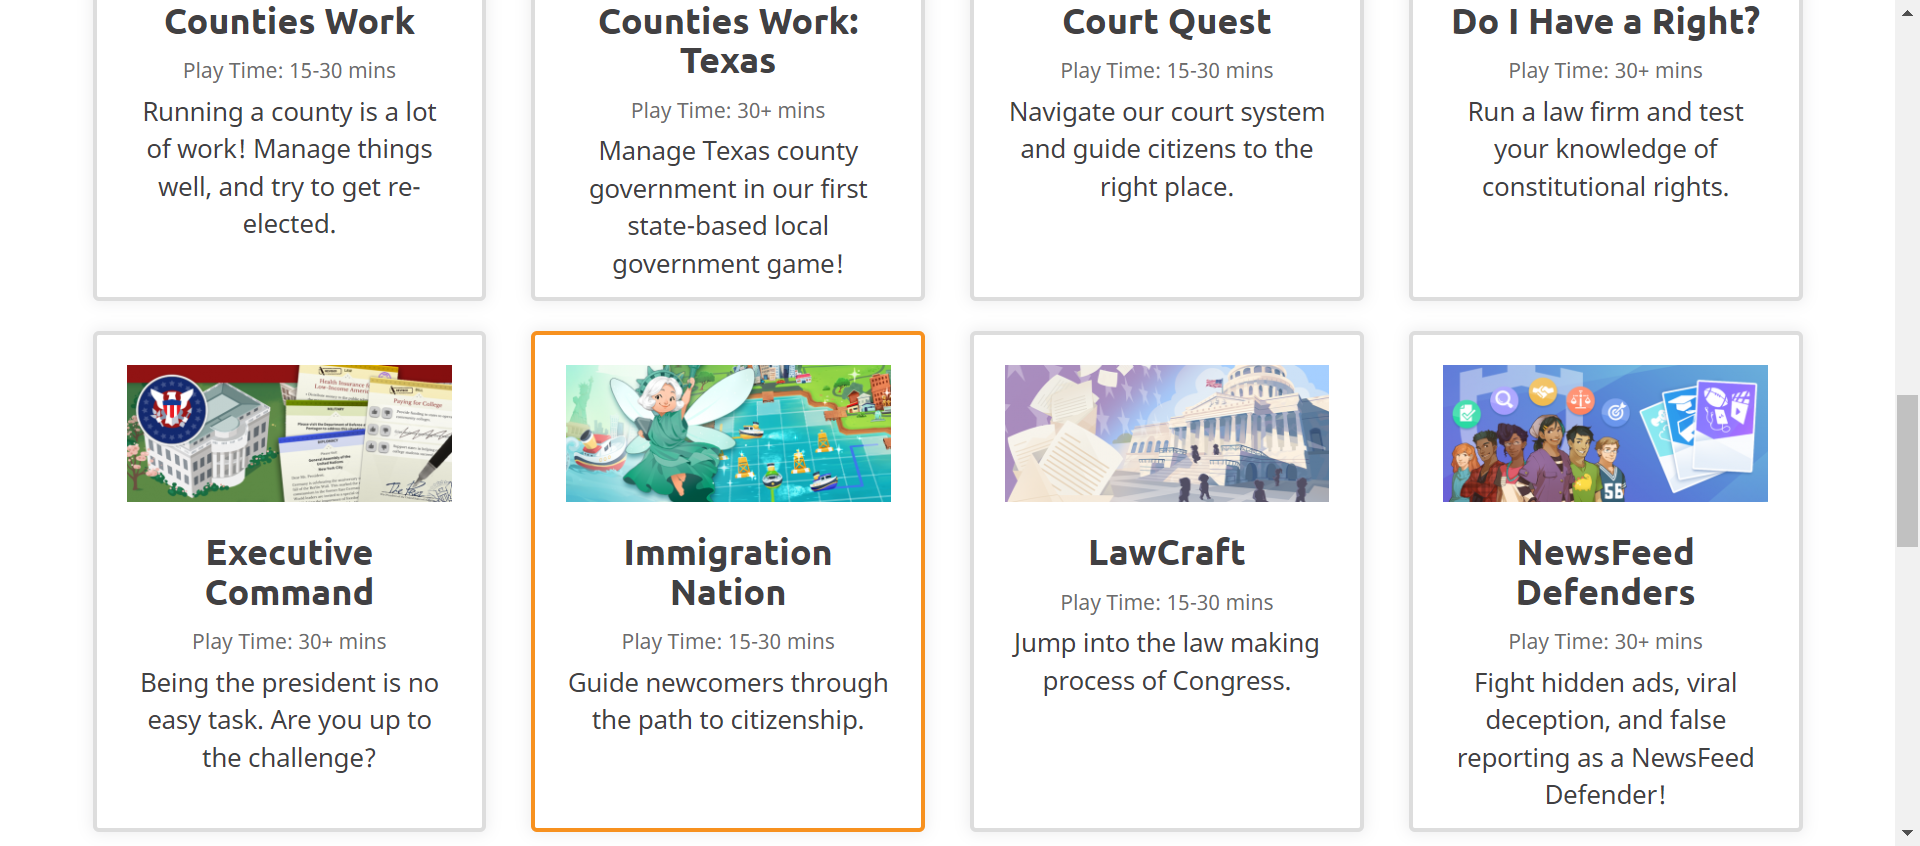 Counties Work
Play Time: 15-30 mins
Running a county is a lot
of work! Manage things
well, and try to get re-
elected.
Counties Work:
Texas
Play Time: 30+ mins
Manage Texas county
government in our first
state-based local
government game!
Court Quest
Play Time: 15-30 mins
Navigate our court system
and guide citizens to the
right place.
Do I Have a Right?
Play Time: 30+ mins
Run a law firm and test
your knowledge of
constitutional rights.
Paying for College
Executive
Command
Play Time: 30+ mins
Being the president is no
easy task. Are you up to
the challenge?
Immigration
Nation
Play Time: 15-30 mins
Guide newcomers through
the path to citizenship.
LawCraft
Play Time: 15-30 mins
Jump into the law making
process of Congress.
56
NewsFeed
Defenders
Play Time: 30+ mins
Fight hidden ads, viral
deception, and false
reporting as a NewsFeed
Defender!